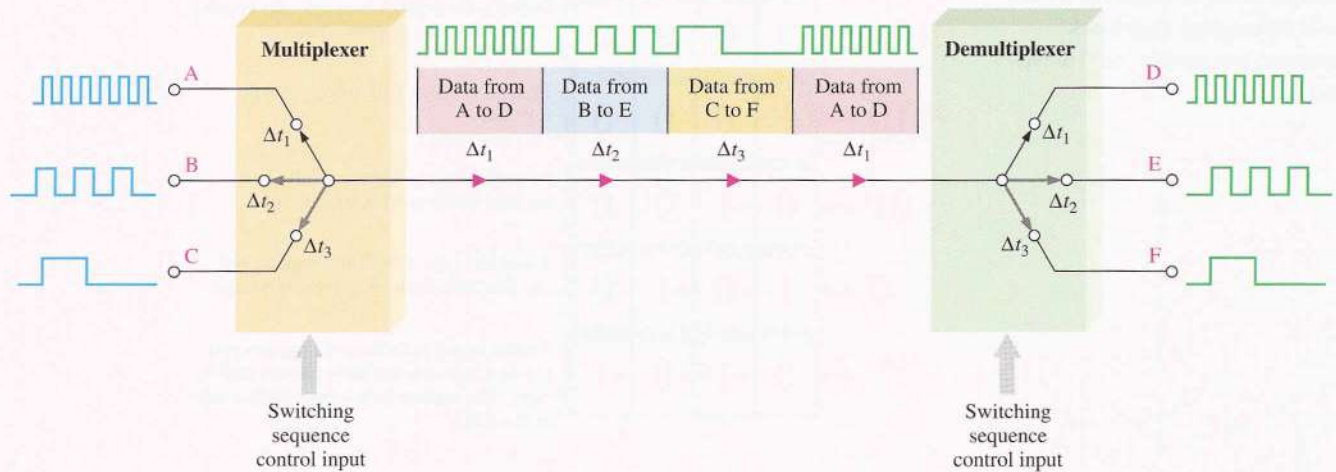 Multiplexer
Demultiplexer
A
B
C
Δt1
Δt2
Δt3
Data from
A to D
Data from
B to E
Data from
C to F
Data from
A to D
Δt1
Δt2
Δt3
Δt1
D
E
F
Δt1
Δt2
Δt3
Switching
sequence
control input
Switching
sequence
control input